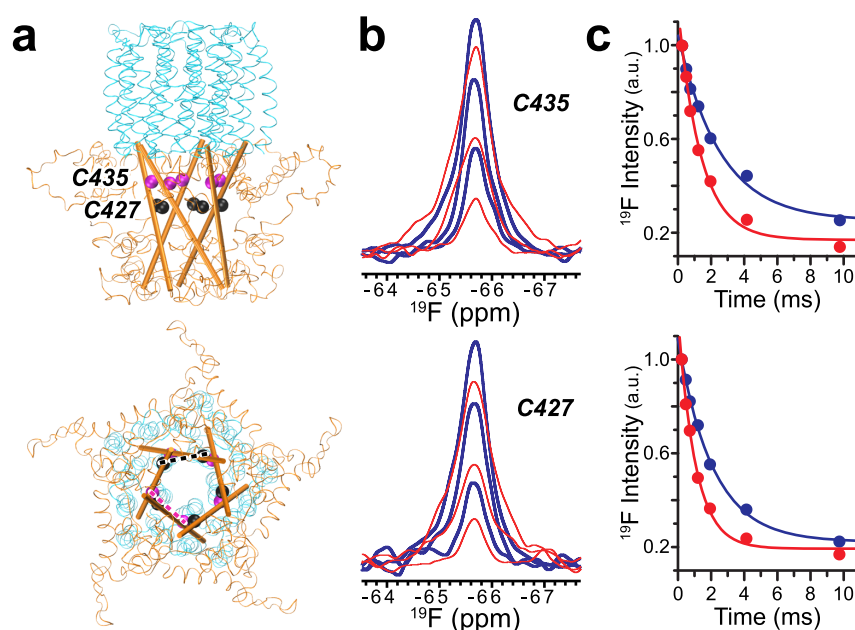 a
C435
C427
b
C435
-64 -65 -66 -67
19F (ppm)
C427
-64 -65 -66 -67
19F (ppm)
c
19F Intensity (a.u.)
1.0
0.6
0.2
0 2 4 6 8 10
Time (ms)
19F Intensity (a.u.)
1.0
0.6
0.2
0 2 4 6 8 10
Time (ms)